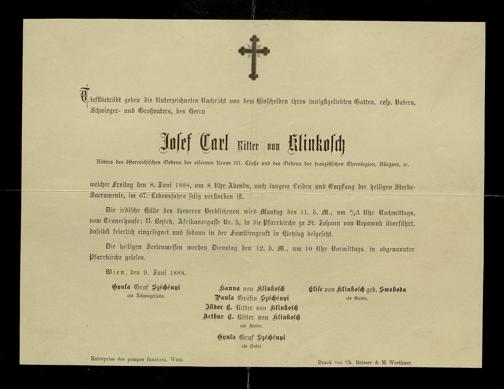 Tiefbetrübt geben die Unterzeichneten Nachricht von dem Hinscheiden ihres innigstgeliebten Gatten, resp. Vaters,
Schwieger- und Großvaters, des Herrn
Josef Carl Ritter von Klinkosch
Ritters des österreichischen Ordens der eisernen Krone III. Classe und des Ordens der französischen Ehrenlegion, Bürgers, ec.
welcher Freitag den 8. Juni 1888, um 8 Uhr Abends, nach langem Leiden und Empfang der heiligen Sterbe-
Sacramente, im 67. Lebensjahre selig verschieden ist.
Die irdische Hülle des theueren Verblichenen wird Montag den 11. d. M., um Uhr Nachmittags,
vom Trauerhause: II. Bezirk, Afrikanergasse Nr. 5, in die Pfarrkirche zu St. Johann von Nepomuk überführt,
daselbst feierlich eingesegnet und sodann in der Familiengruft in Hietzing beigesetzt.
Die heiligen Seelenmessen werden Dienstag den 12. d. M., um 10 Uhr Vormittags, in obgenannter
Pfarrkirche gelesen.
Wien, den 9. Juni 1888.
Gyula Graf Széchényi
als Schwiegersohn.
Hanna von Klinkosch
Paula Gräfin Széchényi
Isidor C. Ritter von Klinkosch
Arthur C. Ritter von Klinkosch
als Kinder.
Gyula Graf Széchényi
als Enkel.
Elise von Klinkosch geb. Swoboda
als Gattin.
Entreprise des pompes funèbres, Wien.
Druck von Ch. Reisser & M. Werthner